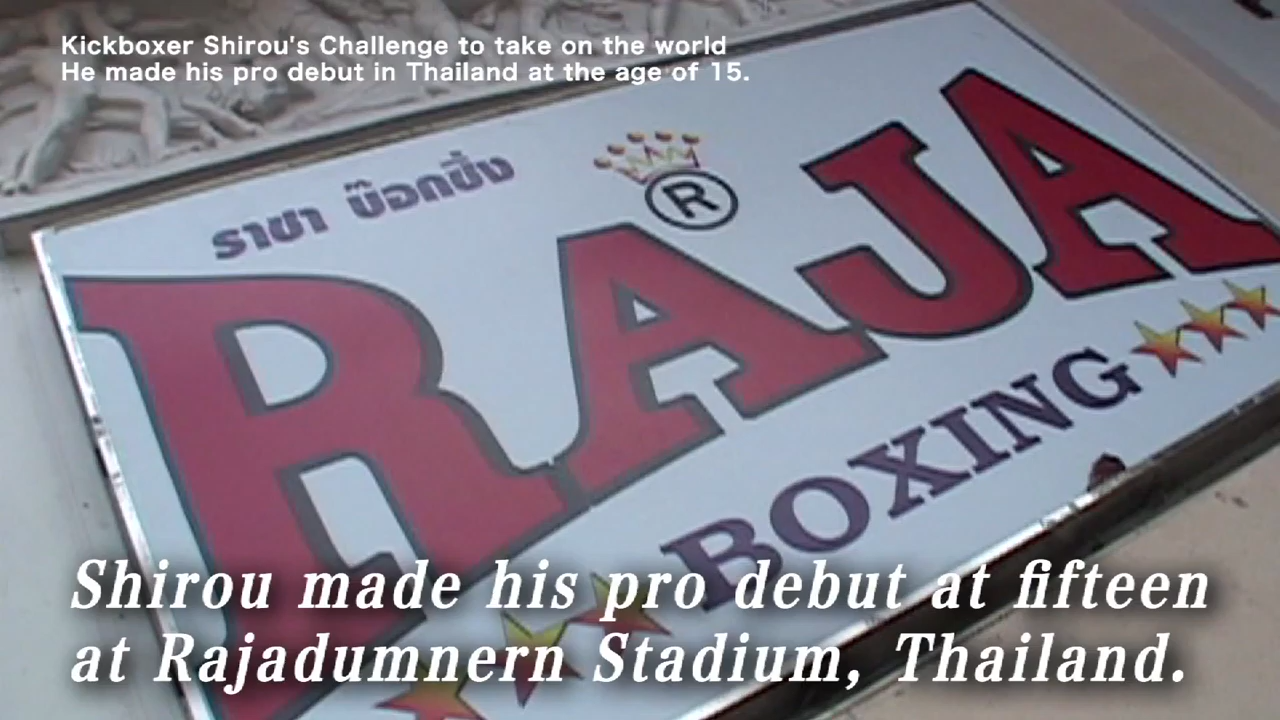 Kickboxer Shirou's Challenge to take on the world
He made his pro debut in Thailand at the age of 15.
ราชา บ๊อกซิ่ง
®
RAJA
BOXING
Shirou made his pro debut at fifteen
at Rajadumnern Stadium, Thailand.